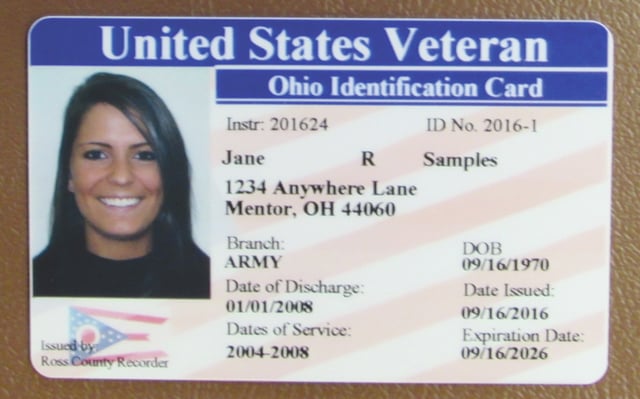 United States Veteran
Ohio Identification Card
Instr: 201624 ID No. 2016-1
Jane R Samples
1234 Anywhere Lane
Mentor, OH 44060
Branch: DOB
ARMY 09/16/1970
Date of Discharge: Date Issued:
01/01/2008 09/16/2016
Dates of Service: Expiration Date:
2004-2008 09/16/2026
Issued by:
Ross County Recorder